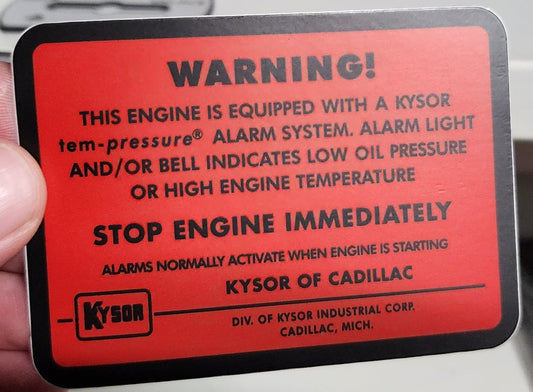 WARNING!
THIS ENGINE IS EQUIPPED WITH A KYSOR
tem-pressure® ALARM SYSTEM. ALARM LIGHT
AND/OR BELL INDICATES LOW OIL PRESSURE
OR HIGH ENGINE TEMPERATURE
STOP ENGINE IMMEDIATELY
ALARMS NORMALLY ACTIVATE WHEN ENGINE IS STARTING
KYSOR OF CADILLAC
KYSOR
DIV. OF KYSOR INDUSTRIAL CORP.
CADILLAC, MICH.